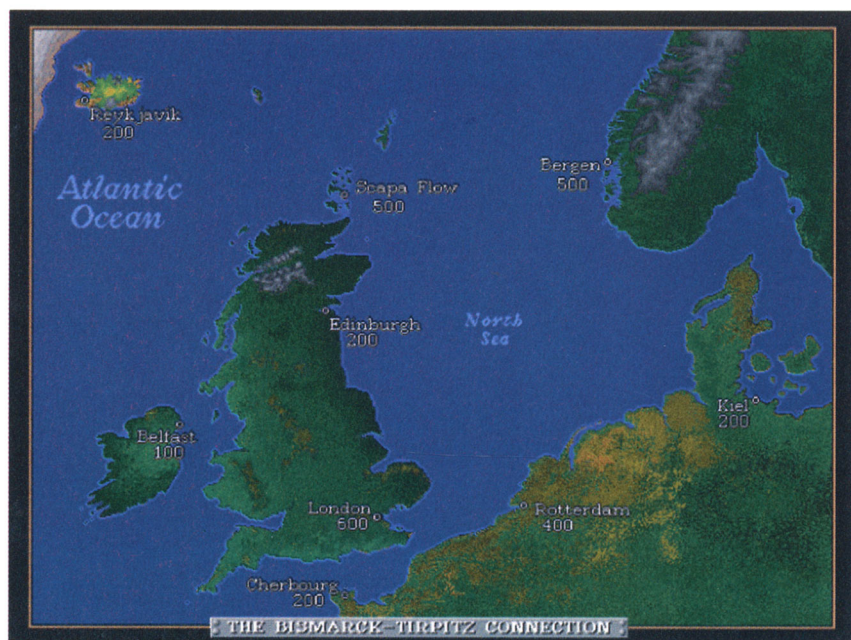 Reykjavik
200
Atlantic
Ocean
Scapa Flow
500
Bergen
500
Edinburgh
200
North
Sea
Kiel
200
Belfast
100
London
600
Rotterdam
400
Cherbourg
200
THE BISMARCK-TIRPITZ CONNECTION